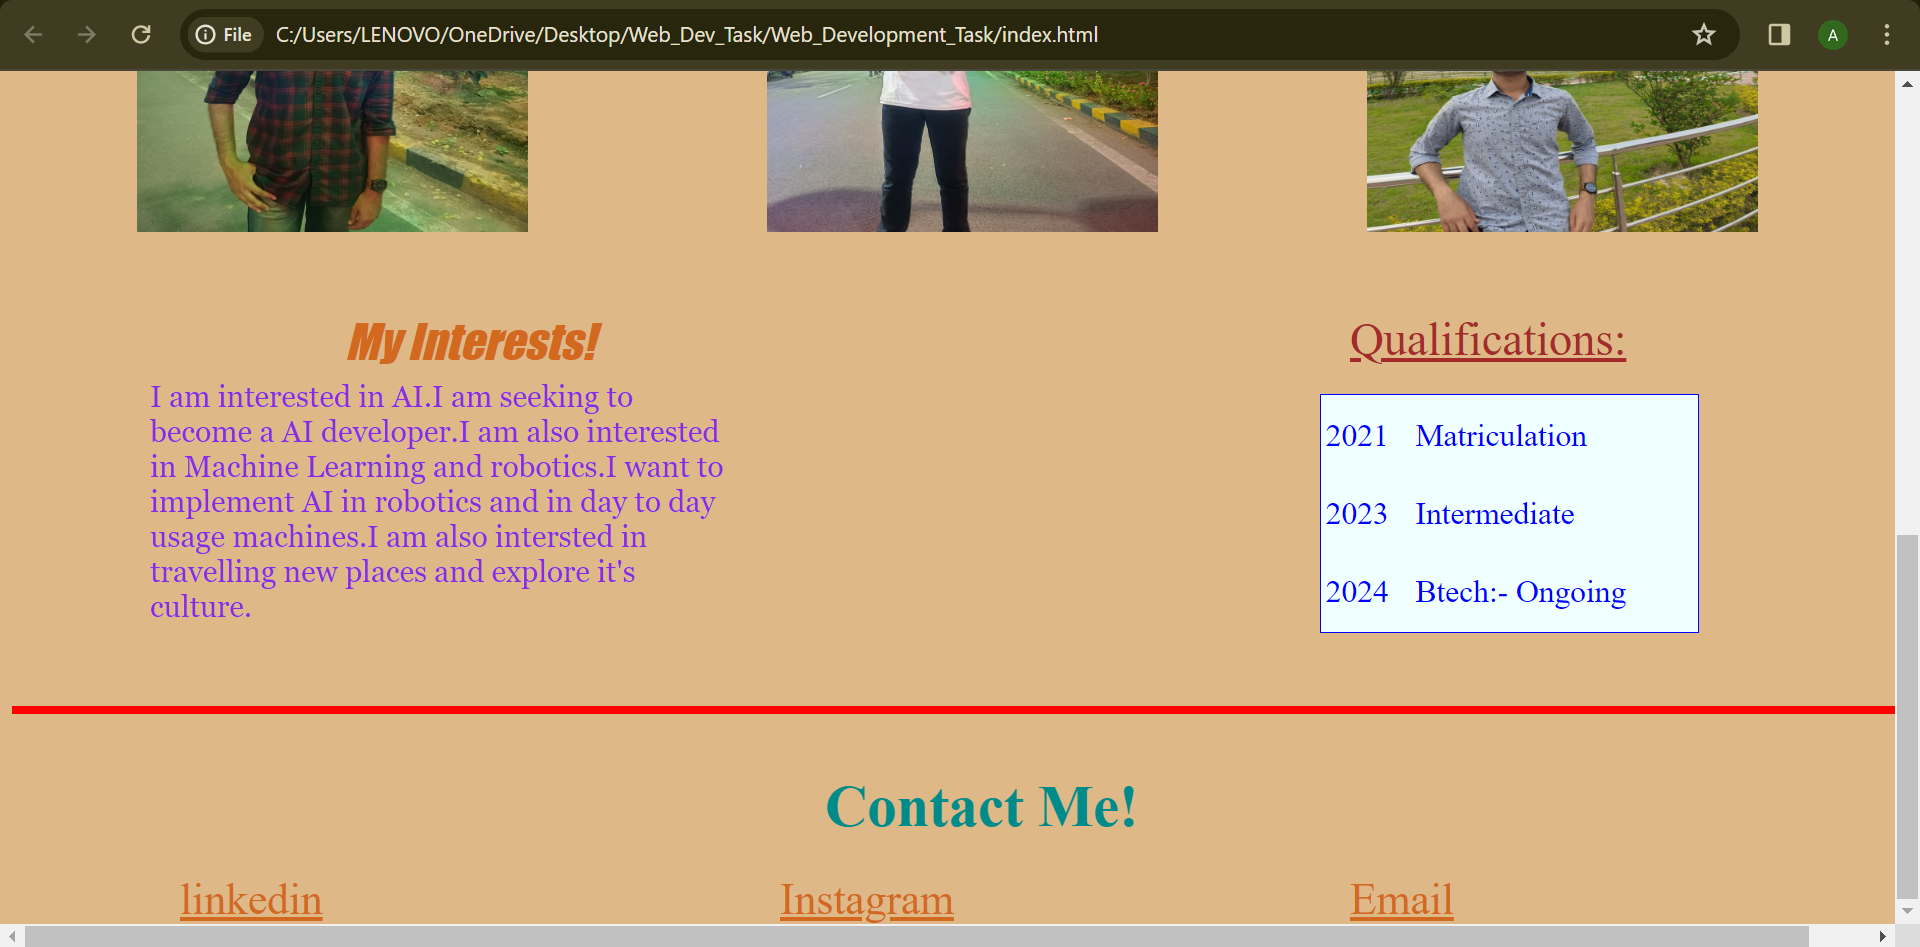 File C:/Users/LENOVO/OneDrive/Desktop/Web_Dev_Task/Web_Development_Task/index.html
A
My Interests!
I am interested in AI.I am seeking to
become a AI developer.I am also interested
in Machine Learning and robotics.I want to
implement AI in robotics and in day to day
usage machines.I am also intersted in
travelling new places and explore it's
culture.
Qualifications:
2021 Matriculation
2023 Intermediate
2024 Btech:- Ongoing
Contact Me!
linkedin
Instagram
Email